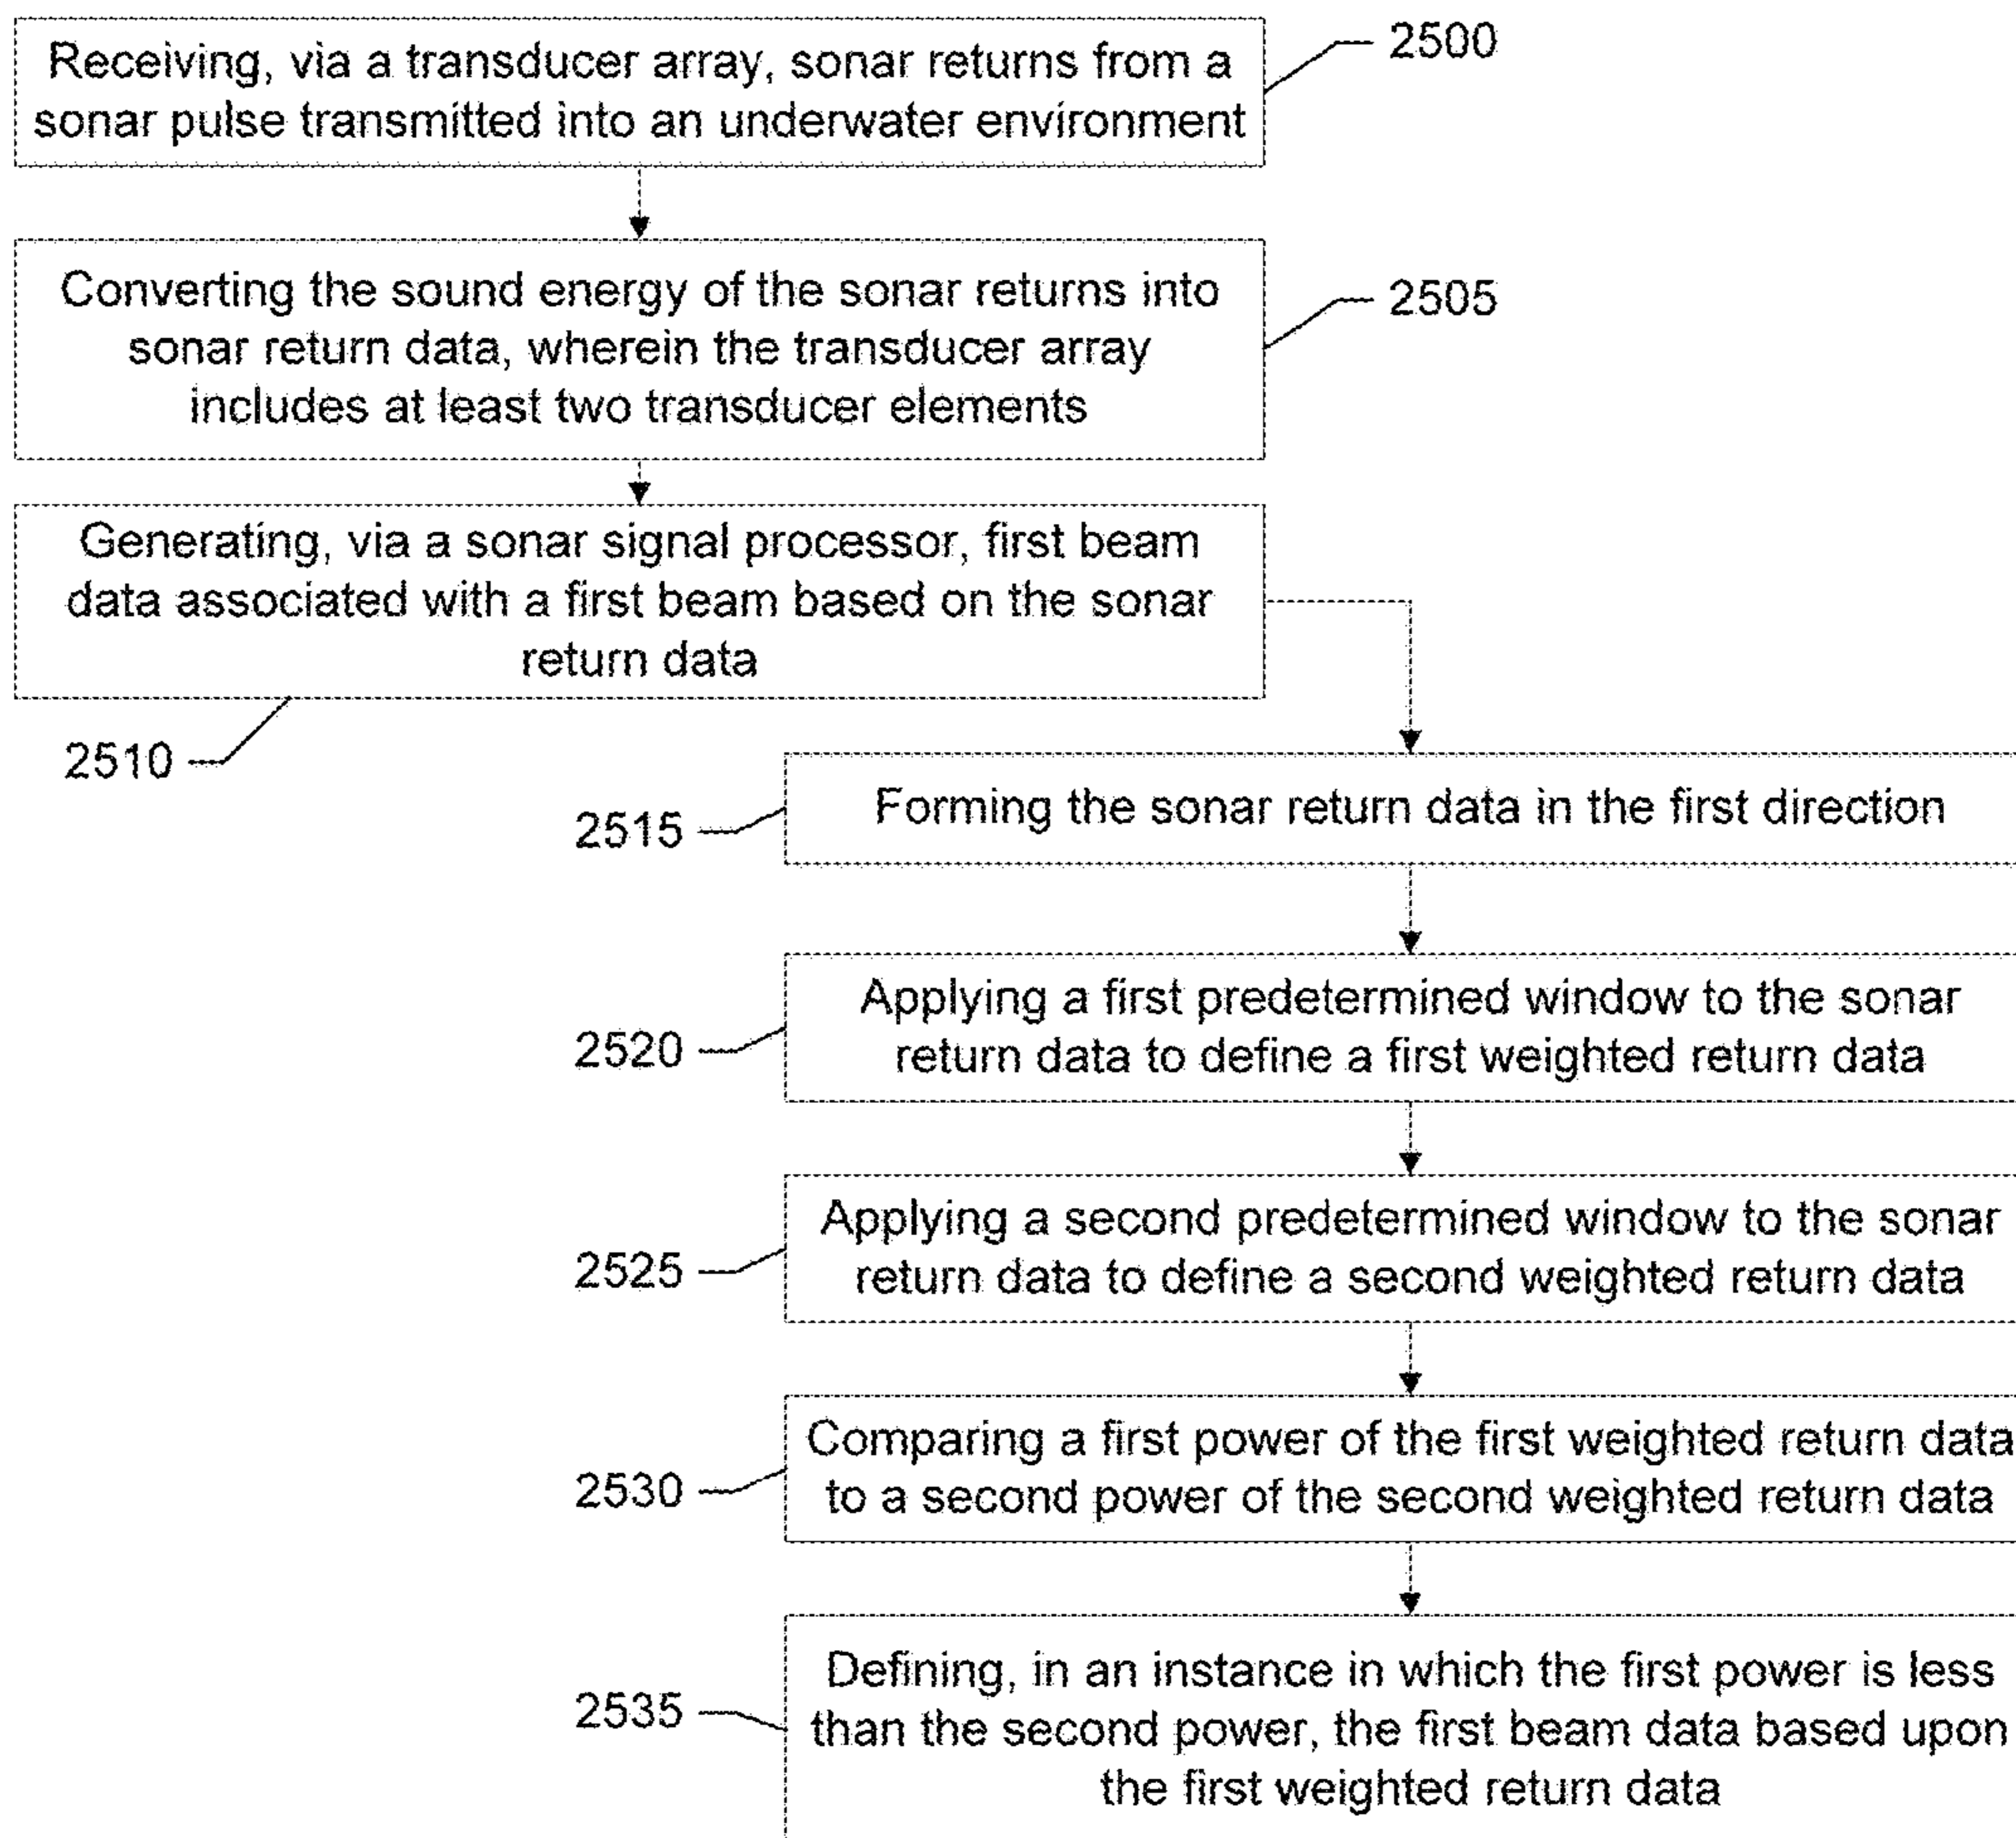 Receiving, via a transducer array, sonar returns from a
sonar pulse transmitted into an underwater environment
2500
Converting the sound energy of the sonar returns into
sonar return data, wherein the transducer array
includes at least two transducer elements
2505
Generating, via a sonar signal processor, first beam
data associated with a first beam based on the sonar
return data
2510
Forming the sonar return data in the first direction
2515
Applying a first predetermined window to the sonar
return data to define a first weighted return data
2520
Applying a second predetermined window to the sonar
return data to define a second weighted return data
2525
Comparing a first power of the first weighted return data
to a second power of the second weighted return data
2530
Defining, in an instance in which the first power is less
than the second power, the first beam data based upon
the first weighted return data
2535